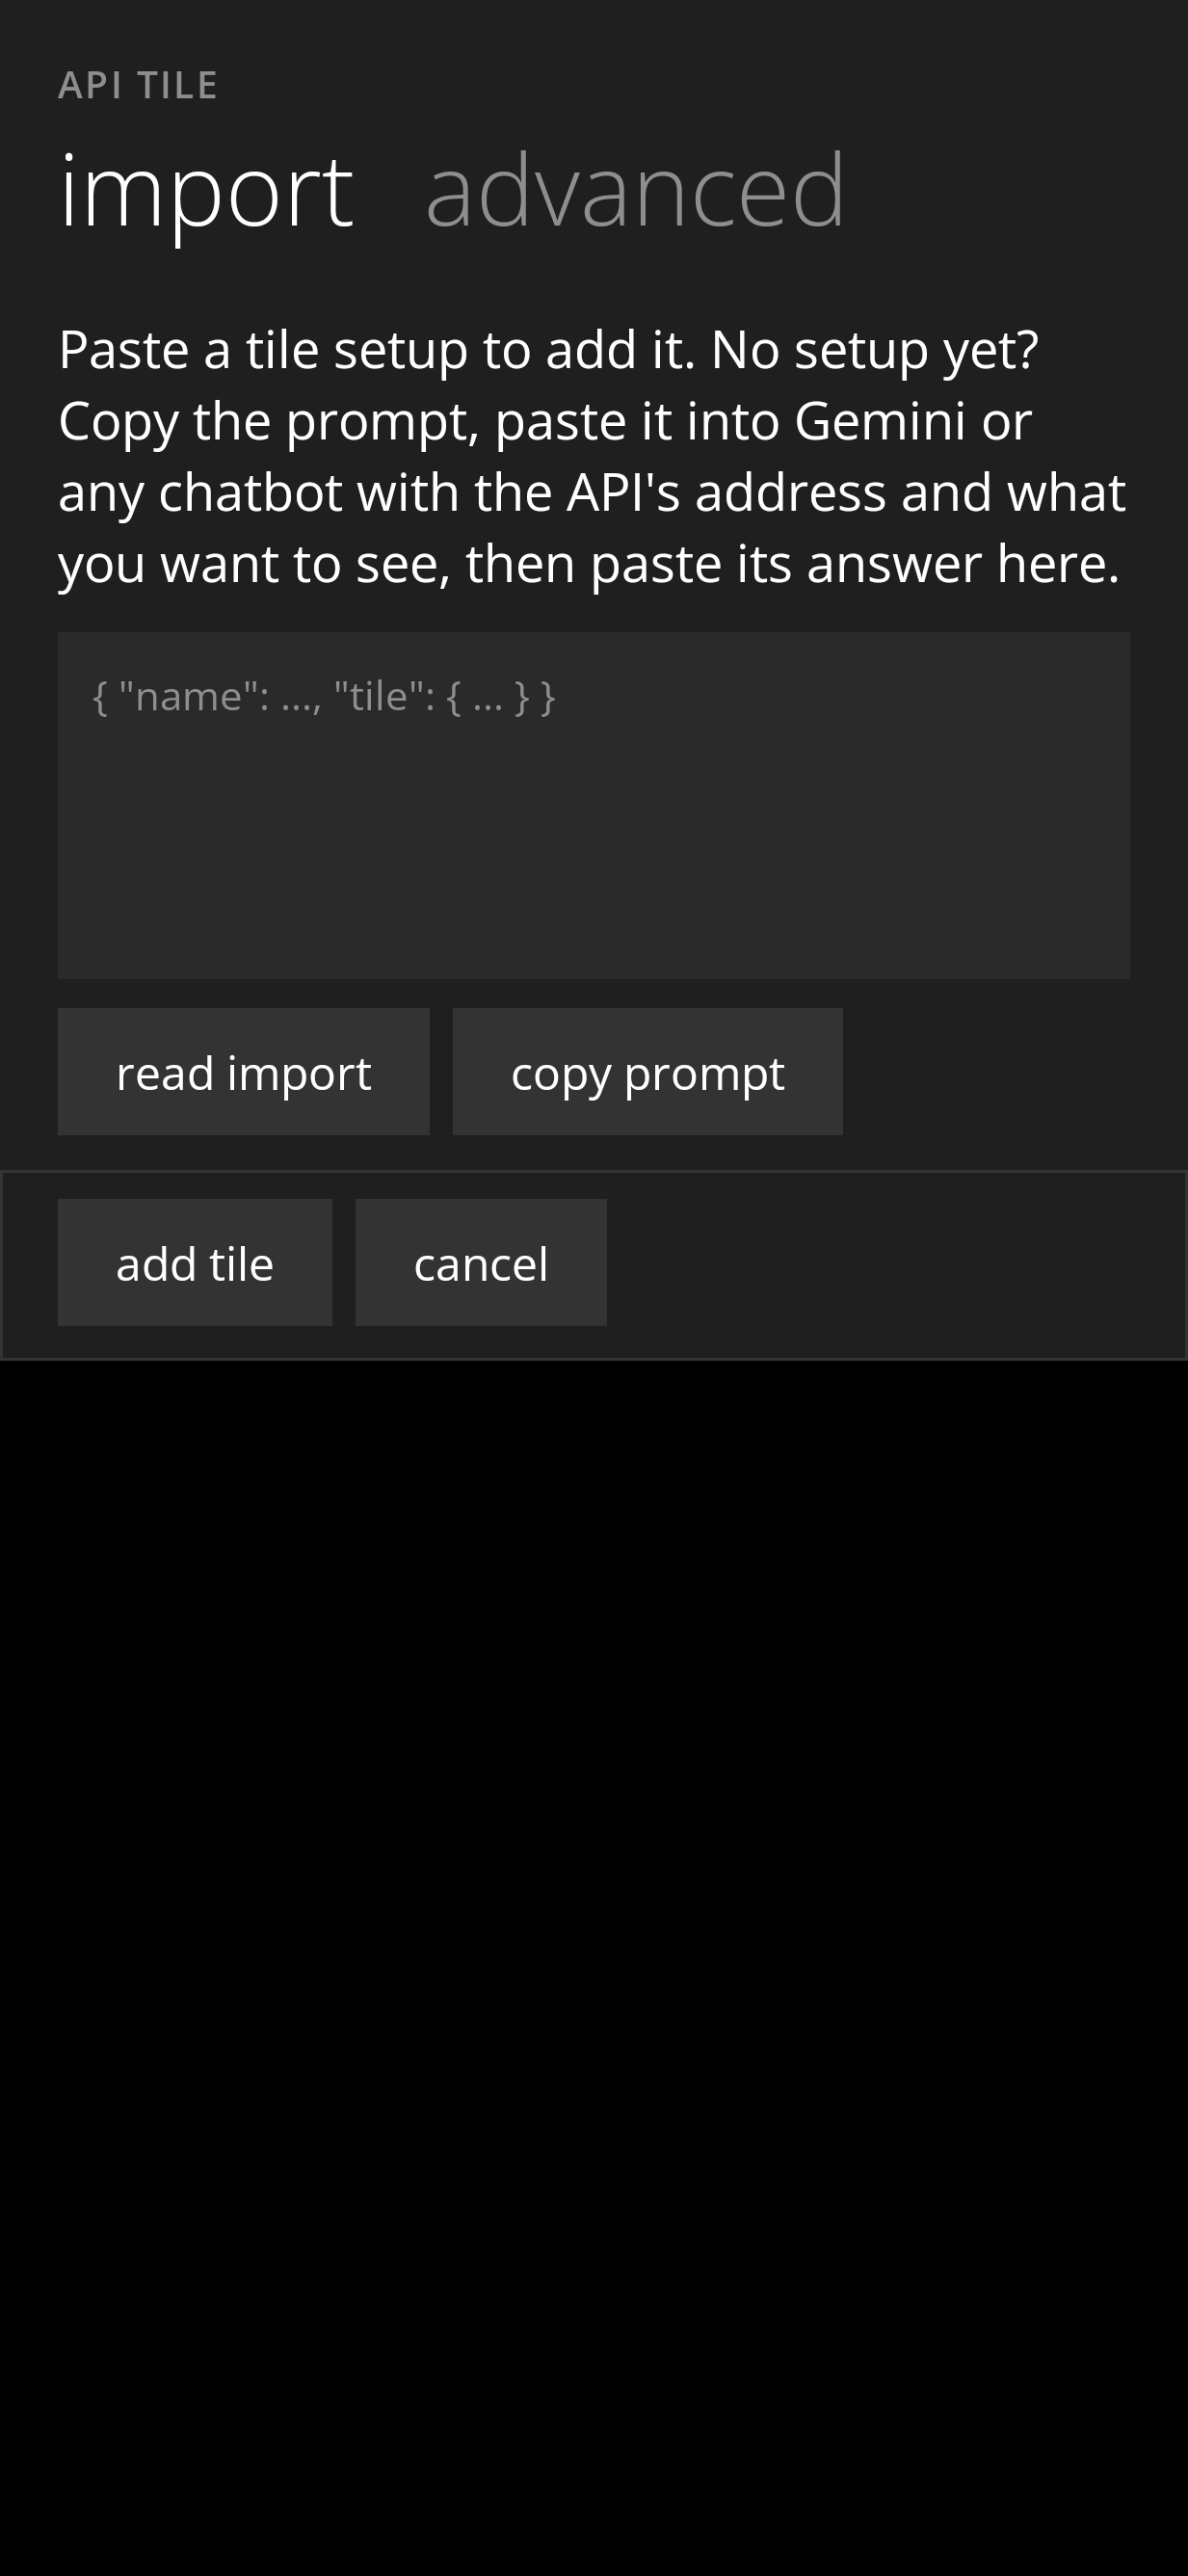 API TILE
import advanced
Paste a tile setup to add it. No setup yet?
Copy the prompt, paste it into Gemini or
any chatbot with the API's address and what
you want to see, then paste its answer here.
{ "name": ..., "tile": { ... } }
read import copy prompt
add tile cancel